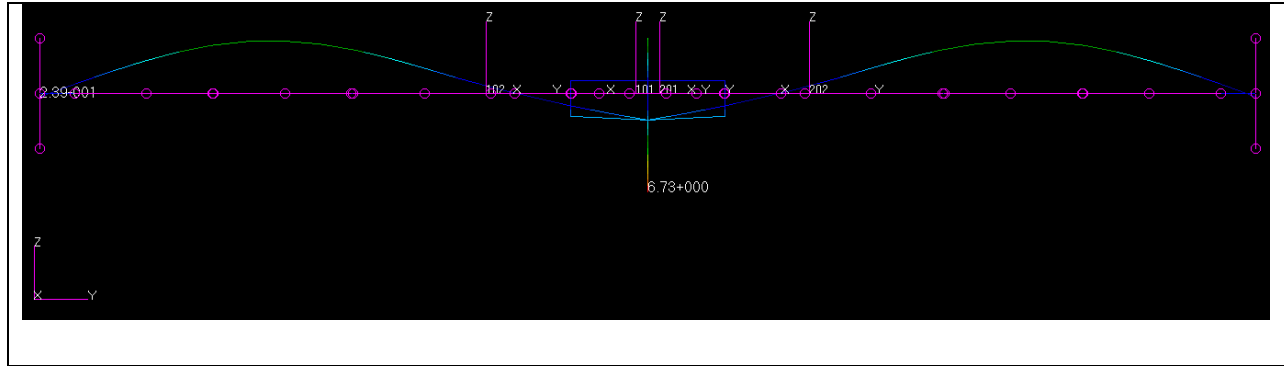 Z Z Z Z
2.39-001 102 X Y X 101 201 X Y Y X 202 Y
6.73+000
Z
X Y